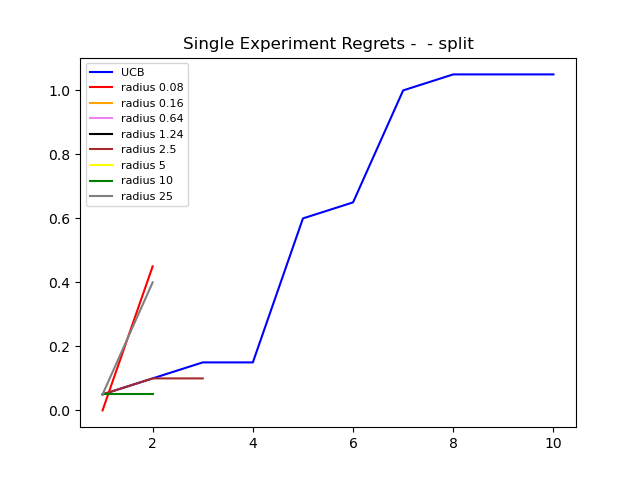 Single Experiment Regrets -  - split
UCB
radius 0.08
radius 0.16
radius 0.64
radius 1.24
radius 2.5
radius 5
radius 10
radius 25
1.0
0.8
0.6
0.4
0.2
0.0
2
4
6
8
10